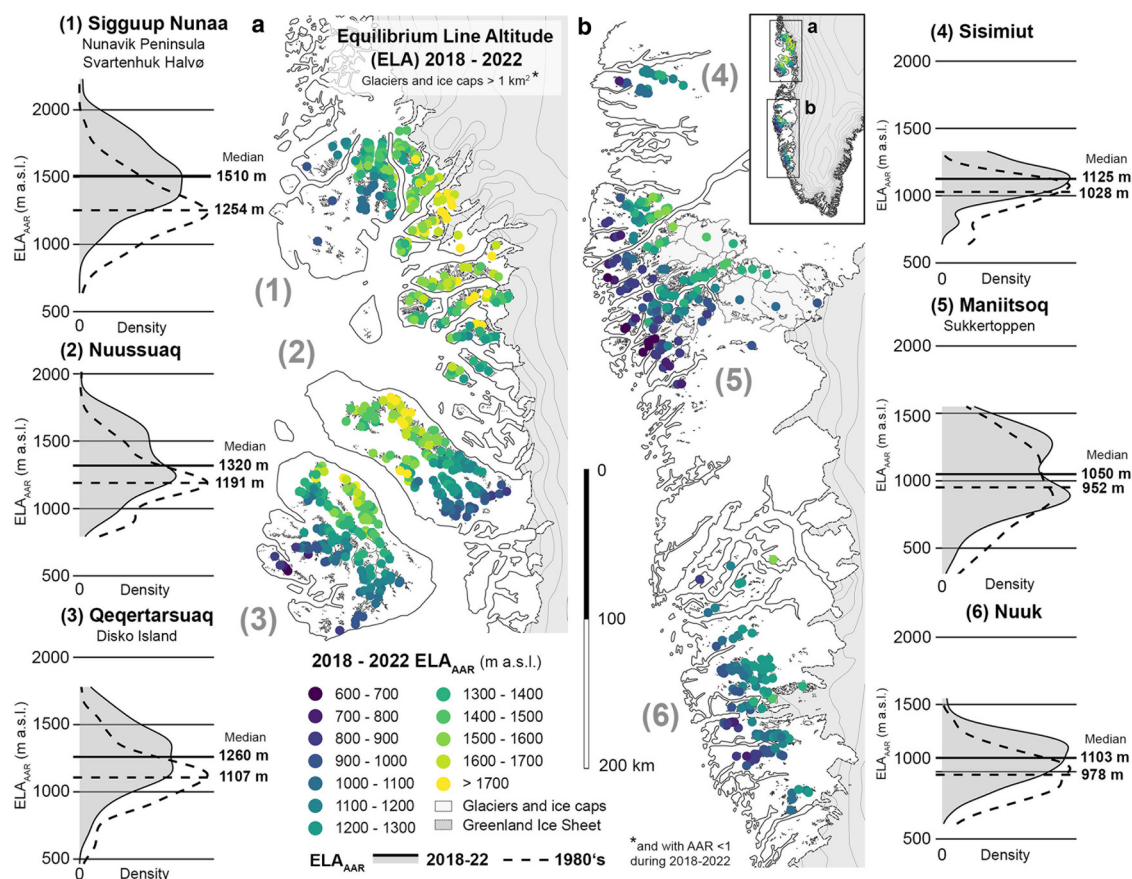 (1) Sigguup Nunaa
Nunavik Peninsula
Svartenhuk Halvø
2000
1500
1000
500
ELA_AAR (m a.s.l.)
Median
1510 m
1254 m
0
Density
(2) Nuussuaq
2000
1500
1000
500
ELA_AAR (m a.s.l.)
Median
1320 m
1191 m
0
Density
(3) Qeqertarsuaq
Disko Island
2000
1500
1000
500
ELA_AAR (m a.s.l.)
Median
1260 m
1107 m
0
Density
a
Equilibrium Line Altitude
(ELA) 2018 - 2022
Glaciers and ice caps > 1 km² *
(1)
(2)
(3)
2018 - 2022 ELA_AAR (m a.s.l.)
600 - 700
700 - 800
800 - 900
900 - 1000
1000 - 1100
1100 - 1200
1200 - 1300
1300 - 1400
1400 - 1500
1500 - 1600
1600 - 1700
> 1700
Glaciers and ice caps
Greenland Ice Sheet
ELA_AAR 2018-22 1980's
b
(4)
(5)
(6)
a
b
0
100
200 km
*and with AAR <1
during 2018-2022
(4) Sisimiut
2000
1500
1000
500
ELA_AAR (m a.s.l.)
Median
1125 m
1028 m
0
Density
(5) Maniitsoq
Sukkertoppen
2000
1500
1000
500
ELA_AAR (m a.s.l.)
Median
1050 m
952 m
0
Density
(6) Nuuk
2000
1500
1000
500
ELA_AAR (m a.s.l.)
Median
1103 m
978 m
0
Density